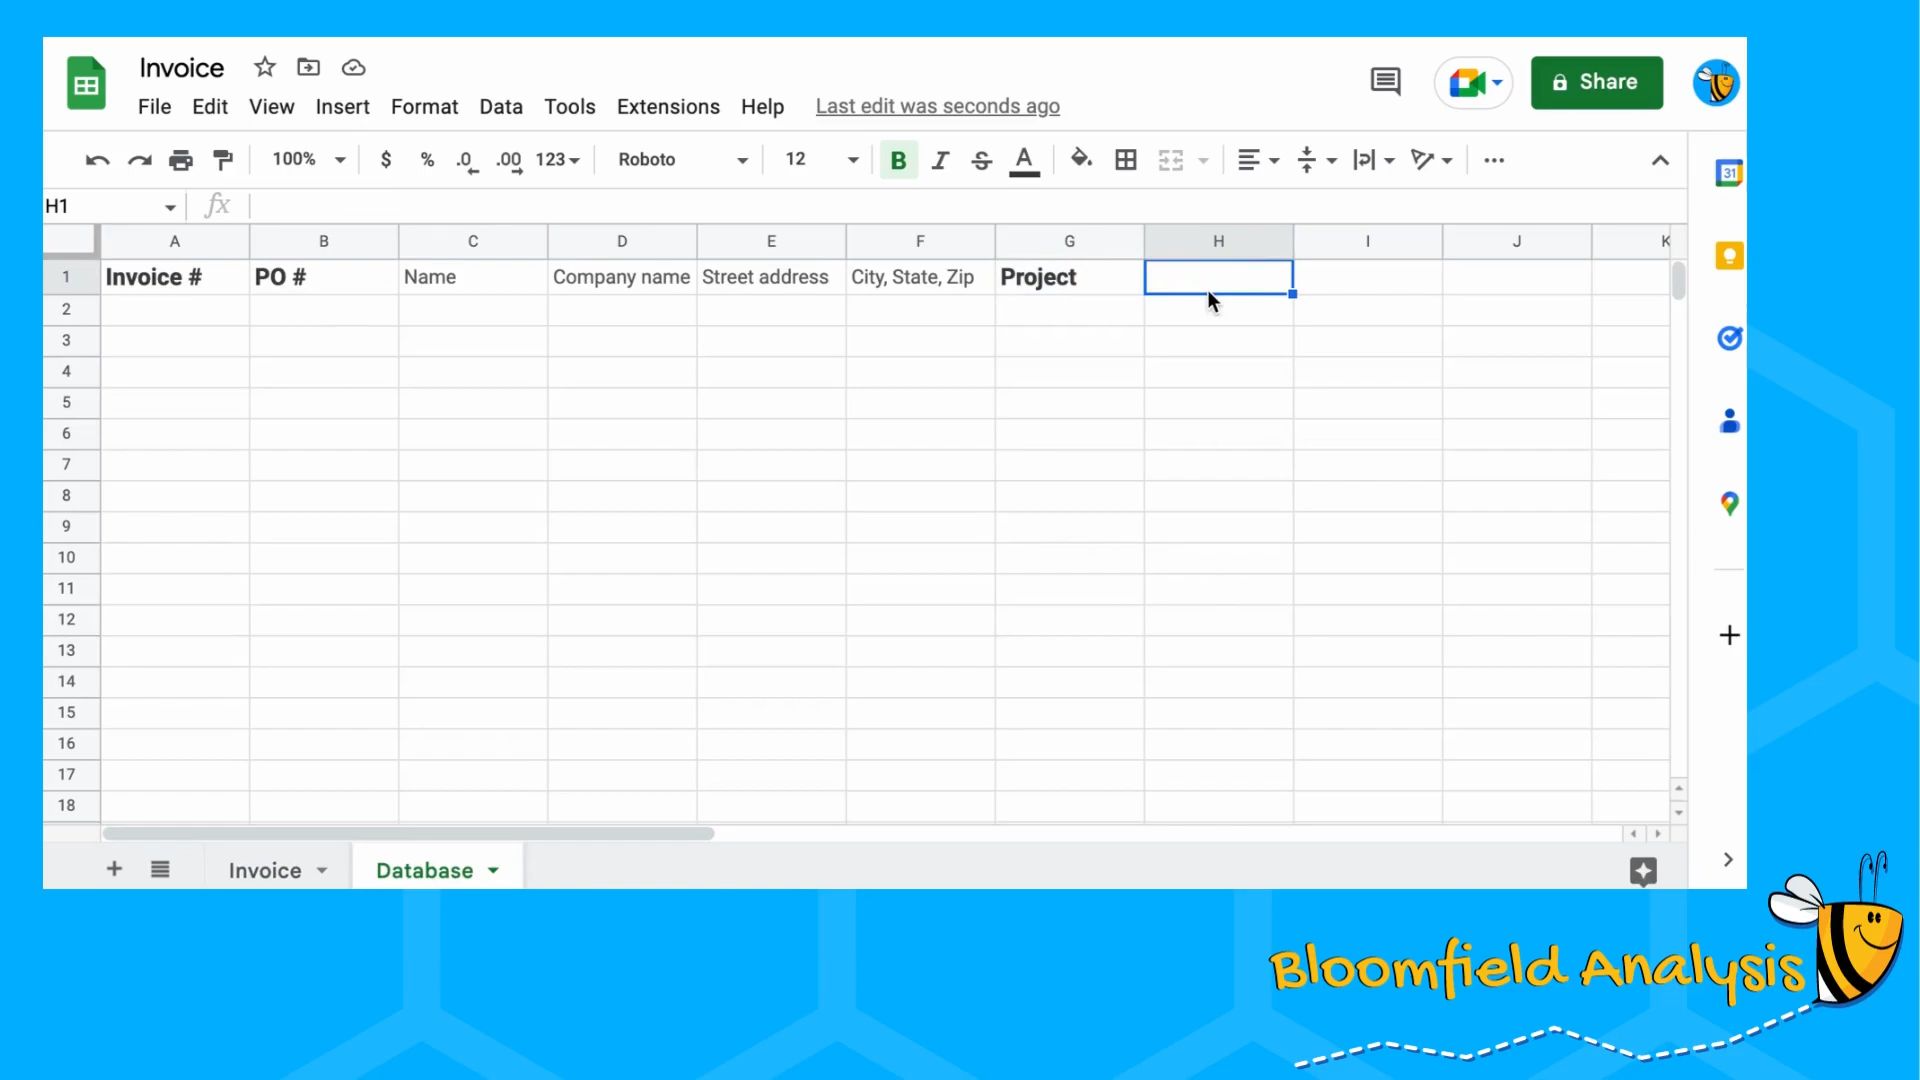 Invoice
File Edit View Insert Format Data Tools Extensions Help Last edit was seconds ago
Share
100% $ % .0 .00 123 Roboto 12 B I S A
31
H1 fx
A B C D E F G H I J K
1 Invoice # PO # Name Company name Street address City, State, Zip Project
2
3
4
5
6
7
8
9
10
11
12
13
14
15
16
17
18
Invoice Database
Bloomfield Analysis